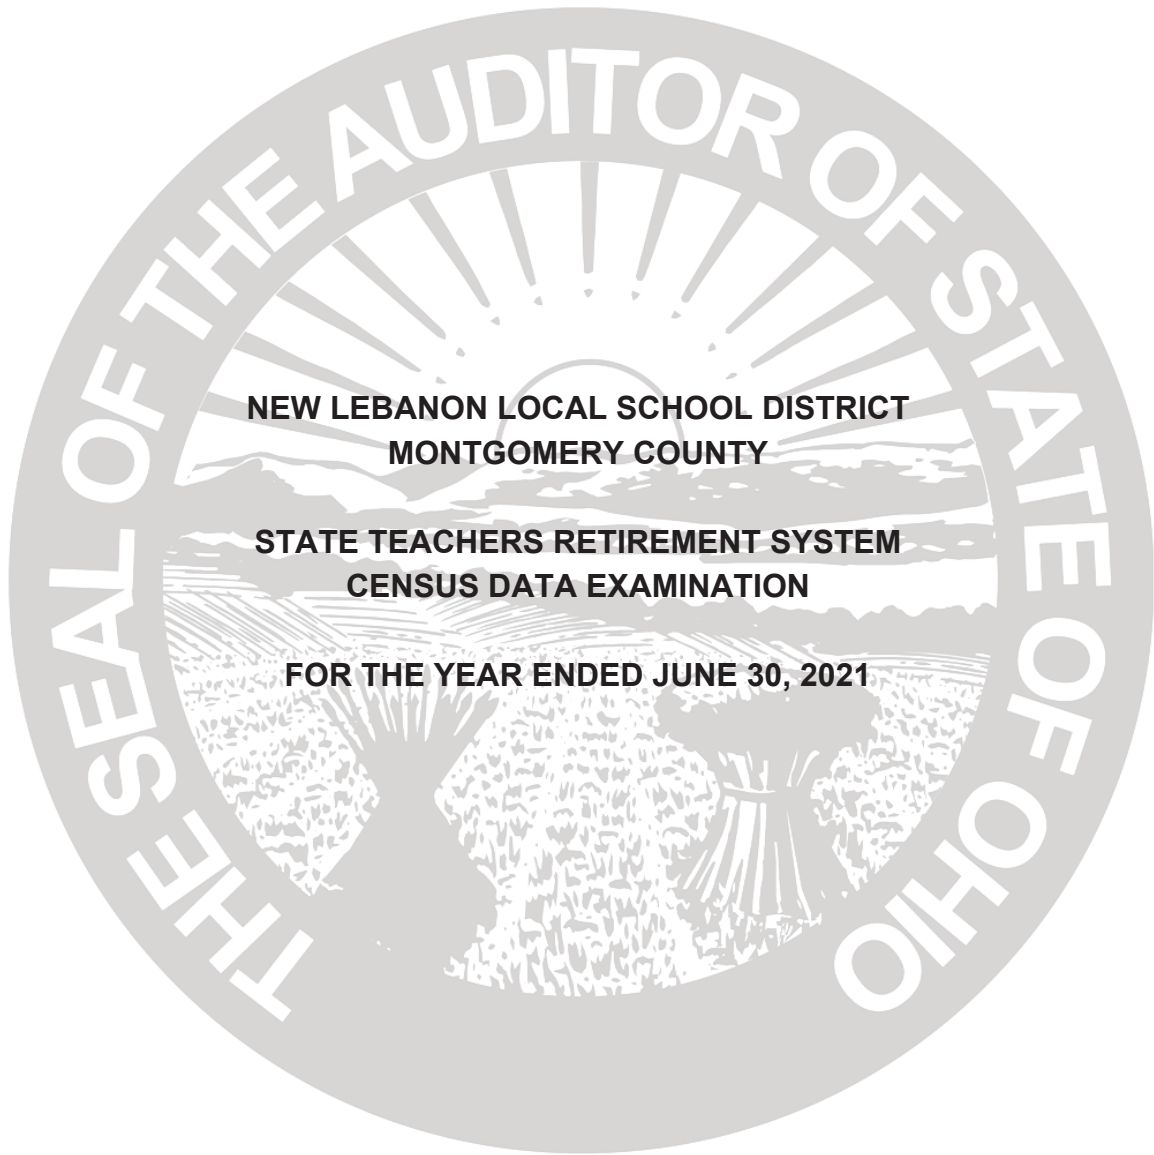 THE SEAL OF THE AUDITOR OF STATE OF OHIO
NEW LEBANON LOCAL SCHOOL DISTRICT
MONTGOMERY COUNTY
STATE TEACHERS RETIREMENT SYSTEM
CENSUS DATA EXAMINATION
FOR THE YEAR ENDED JUNE 30, 2021